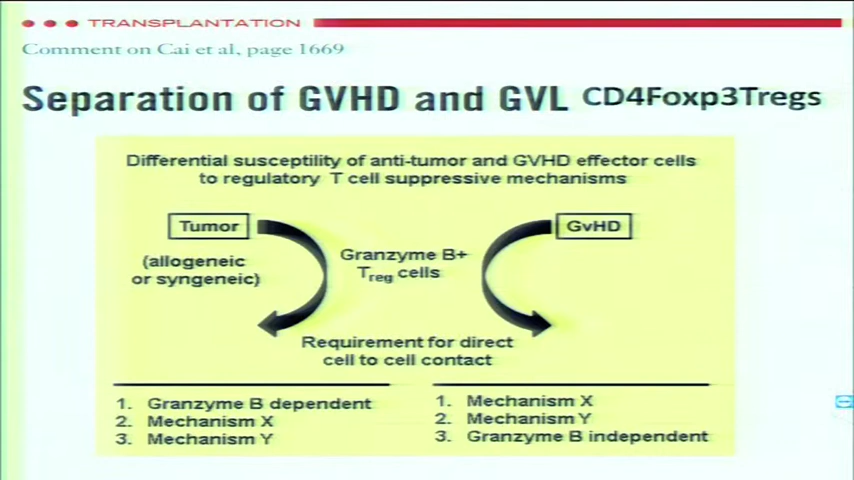 TRANSPLANTATION
Comment on Cai et al, page 1669
Separation of GVHD and GVL CD4Foxp3Tregs
Differential susceptility of anti-tumor and GVHD effector cells
to regulatory T cell suppressive mechanisms
Tumor
(allogeneic
or syngeneic)
Granzyme B+
Treg cells
GvHD
Requirement for direct
cell to cell contact
1. Granzyme B dependent
2. Mechanism X
3. Mechanism Y
1. Mechanism X
2. Mechanism Y
3. Granzyme B independent